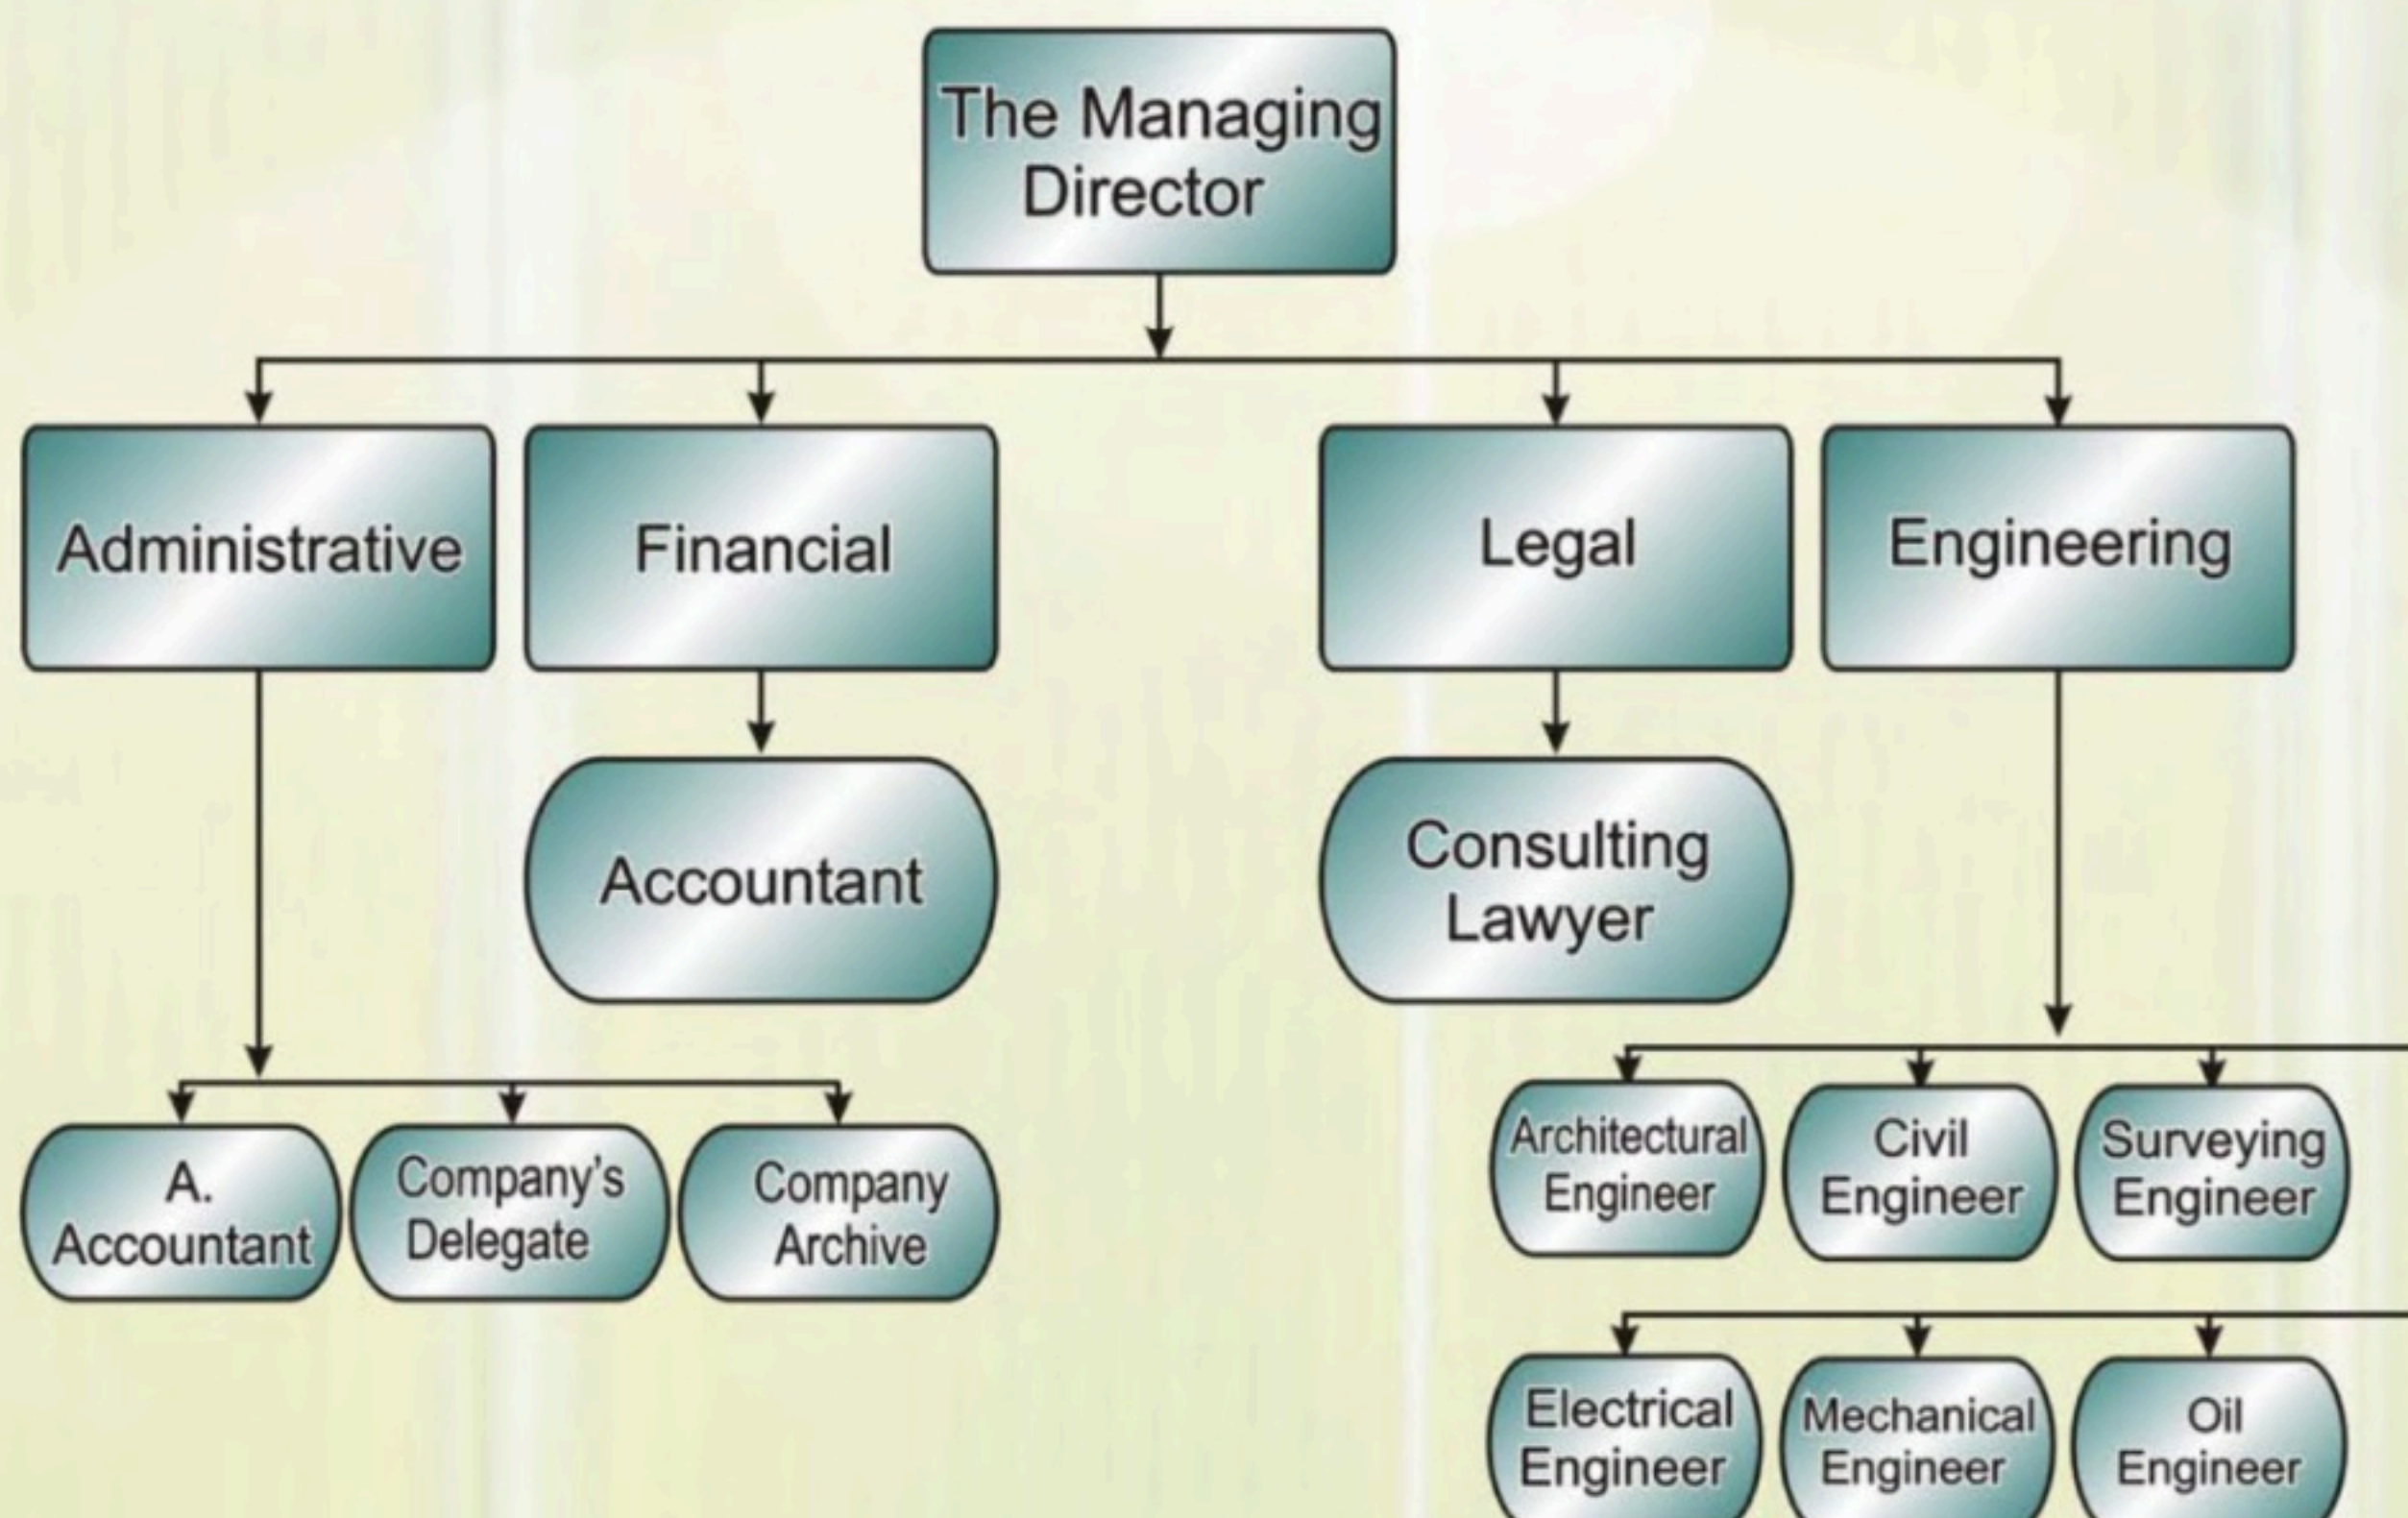 The Managing
Director
Administrative
Financial
Legal
Engineering
Accountant
Consulting
Lawyer
A.
Accountant
Company's
Delegate
Company
Archive
Architectural
Engineer
Civil
Engineer
Surveying
Engineer
Electrical
Engineer
Mechanical
Engineer
Oil
Engineer